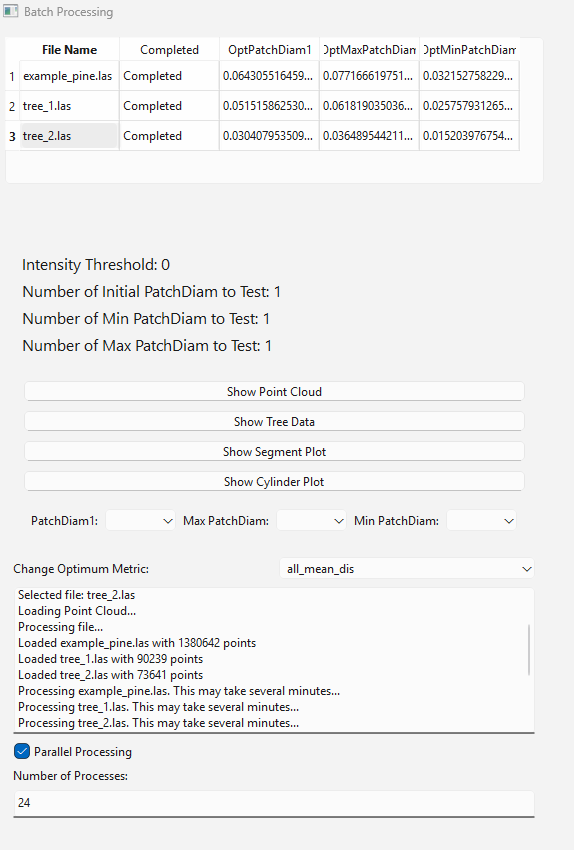 Batch Processing
File Name Completed OptPatchDiam1 OptMaxPatchDiam OptMinPatchDiam
1 example_pine.las Completed 0.064305516459... 0.077166619751... 0.032152758229...
2 tree_1.las Completed 0.051515862530... 0.061819035036... 0.025757931265...
3 tree_2.las Completed 0.030407953509... 0.036489544211... 0.015203976754...
Intensity Threshold: 0
Number of Initial PatchDiam to Test: 1
Number of Min PatchDiam to Test: 1
Number of Max PatchDiam to Test: 1
Show Point Cloud
Show Tree Data
Show Segment Plot
Show Cylinder Plot
PatchDiam1: Max PatchDiam: Min PatchDiam:
Change Optimum Metric: all_mean_dis
Selected file: tree_2.las
Loading Point Cloud...
Processing file...
Loaded example_pine.las with 1380642 points
Loaded tree_1.las with 90239 points
Loaded tree_2.las with 73641 points
Processing example_pine.las. This may take several minutes...
Processing tree_1.las. This may take several minutes...
Processing tree_2.las. This may take several minutes...
Parallel Processing
Number of Processes:
24